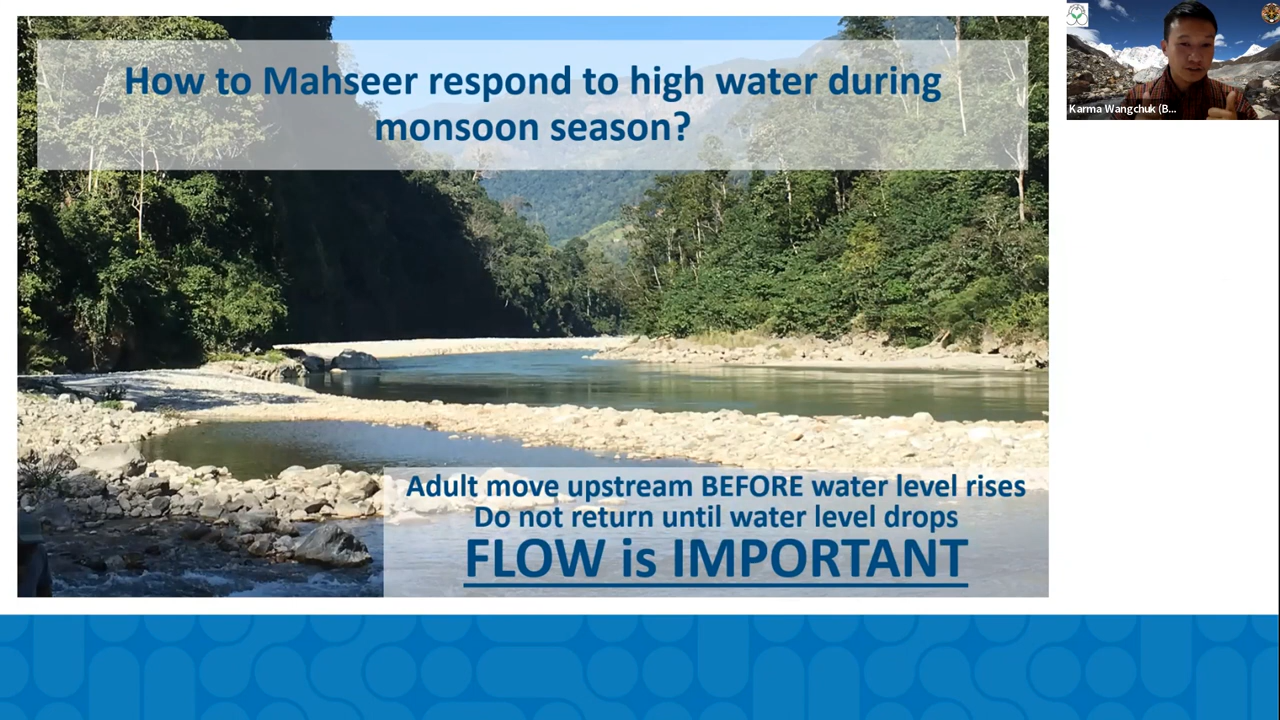 How to Mahseer respond to high water during
monsoon season?
Adult move upstream BEFORE water level rises
Do not return until water level drops
FLOW is IMPORTANT
Karma Wangchuk (B...